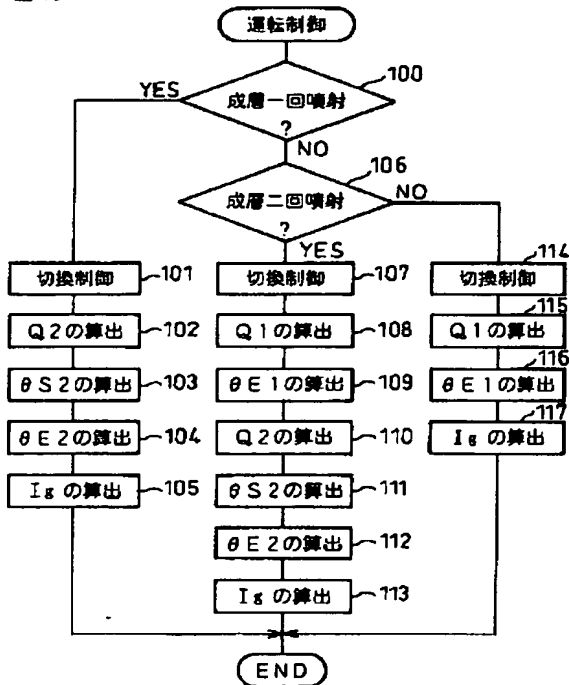 運転制御
100
YES
成層一回噴射
?
NO
106
成層二回噴射
NO
?
YES
切換制御 101
切換制御 107
114
切換制御
Q2の算出 102
Q1の算出 108
115
Q1の算出
θS2の算出 103
θE1の算出 109
116
θE1の算出
θE2の算出 104
Q2の算出 110
117
Igの算出
Igの算出 105
θS2の算出 111
θE2の算出 112
Igの算出 113
END